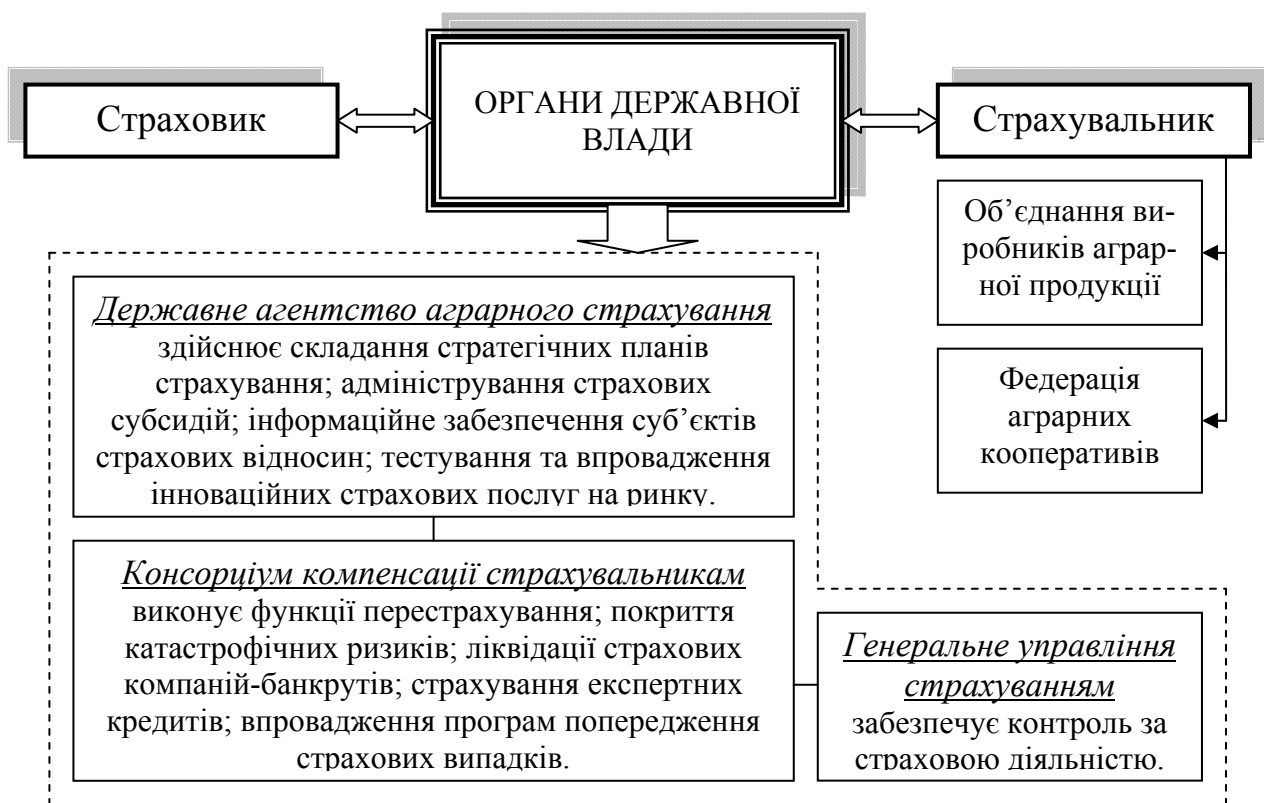 Страховик
ОРГАНИ ДЕРЖАВНОЇ
ВЛАДИ
Страхувальник
Об’єднання ви-
робників аграр-
ної продукції
Федерація
аграрних
кооперативів
Державне агентство аграрного страхування
здійснює складання стратегічних планів
страхування; адміністрування страхових
субсидій; інформаційне забезпечення суб’єктів
страхових відносин; тестування та впровадження
інноваційних страхових послуг на ринку.
Консорціум компенсації страхувальникам
виконує функції перестрахування; покриття
катастрофічних ризиків; ліквідації страхових
компаній-банкрутів; страхування експертних
кредитів; впровадження програм попередження
страхових випадків.
Генеральне управління
страхуванням
забезпечує контроль за
страховою діяльністю.